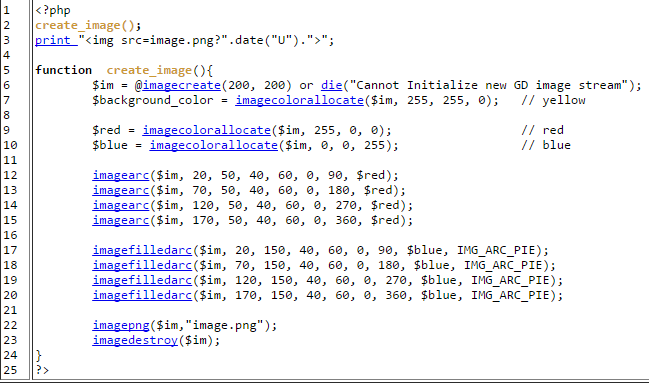 1 <?php
2 create_image();
3 print "<img src=image.png?".date("U").">";
4
5 function  create_image(){
6         $im = @imagecreate(200, 200) or die("Cannot Initialize new GD image stream");
7         $background_color = imagecolorallocate($im, 255, 255, 0);   // yellow
8
9         $red = imagecolorallocate($im, 255, 0, 0);                  // red
10         $blue = imagecolorallocate($im, 0, 0, 255);                 // blue
11
12         imagearc($im, 20, 50, 40, 60, 0, 90, $red);
13         imagearc($im, 70, 50, 40, 60, 0, 180, $red);
14         imagearc($im, 120, 50, 40, 60, 0, 270, $red);
15         imagearc($im, 170, 50, 40, 60, 0, 360, $red);
16
17         imagefilledarc($im, 20, 150, 40, 60, 0, 90, $blue, IMG_ARC_PIE);
18         imagefilledarc($im, 70, 150, 40, 60, 0, 180, $blue, IMG_ARC_PIE);
19         imagefilledarc($im, 120, 150, 40, 60, 0, 270, $blue, IMG_ARC_PIE);
20         imagefilledarc($im, 170, 150, 40, 60, 0, 360, $blue, IMG_ARC_PIE);
21
22         imagepng($im,"image.png");
23         imagedestroy($im);
24 }
25 ?>